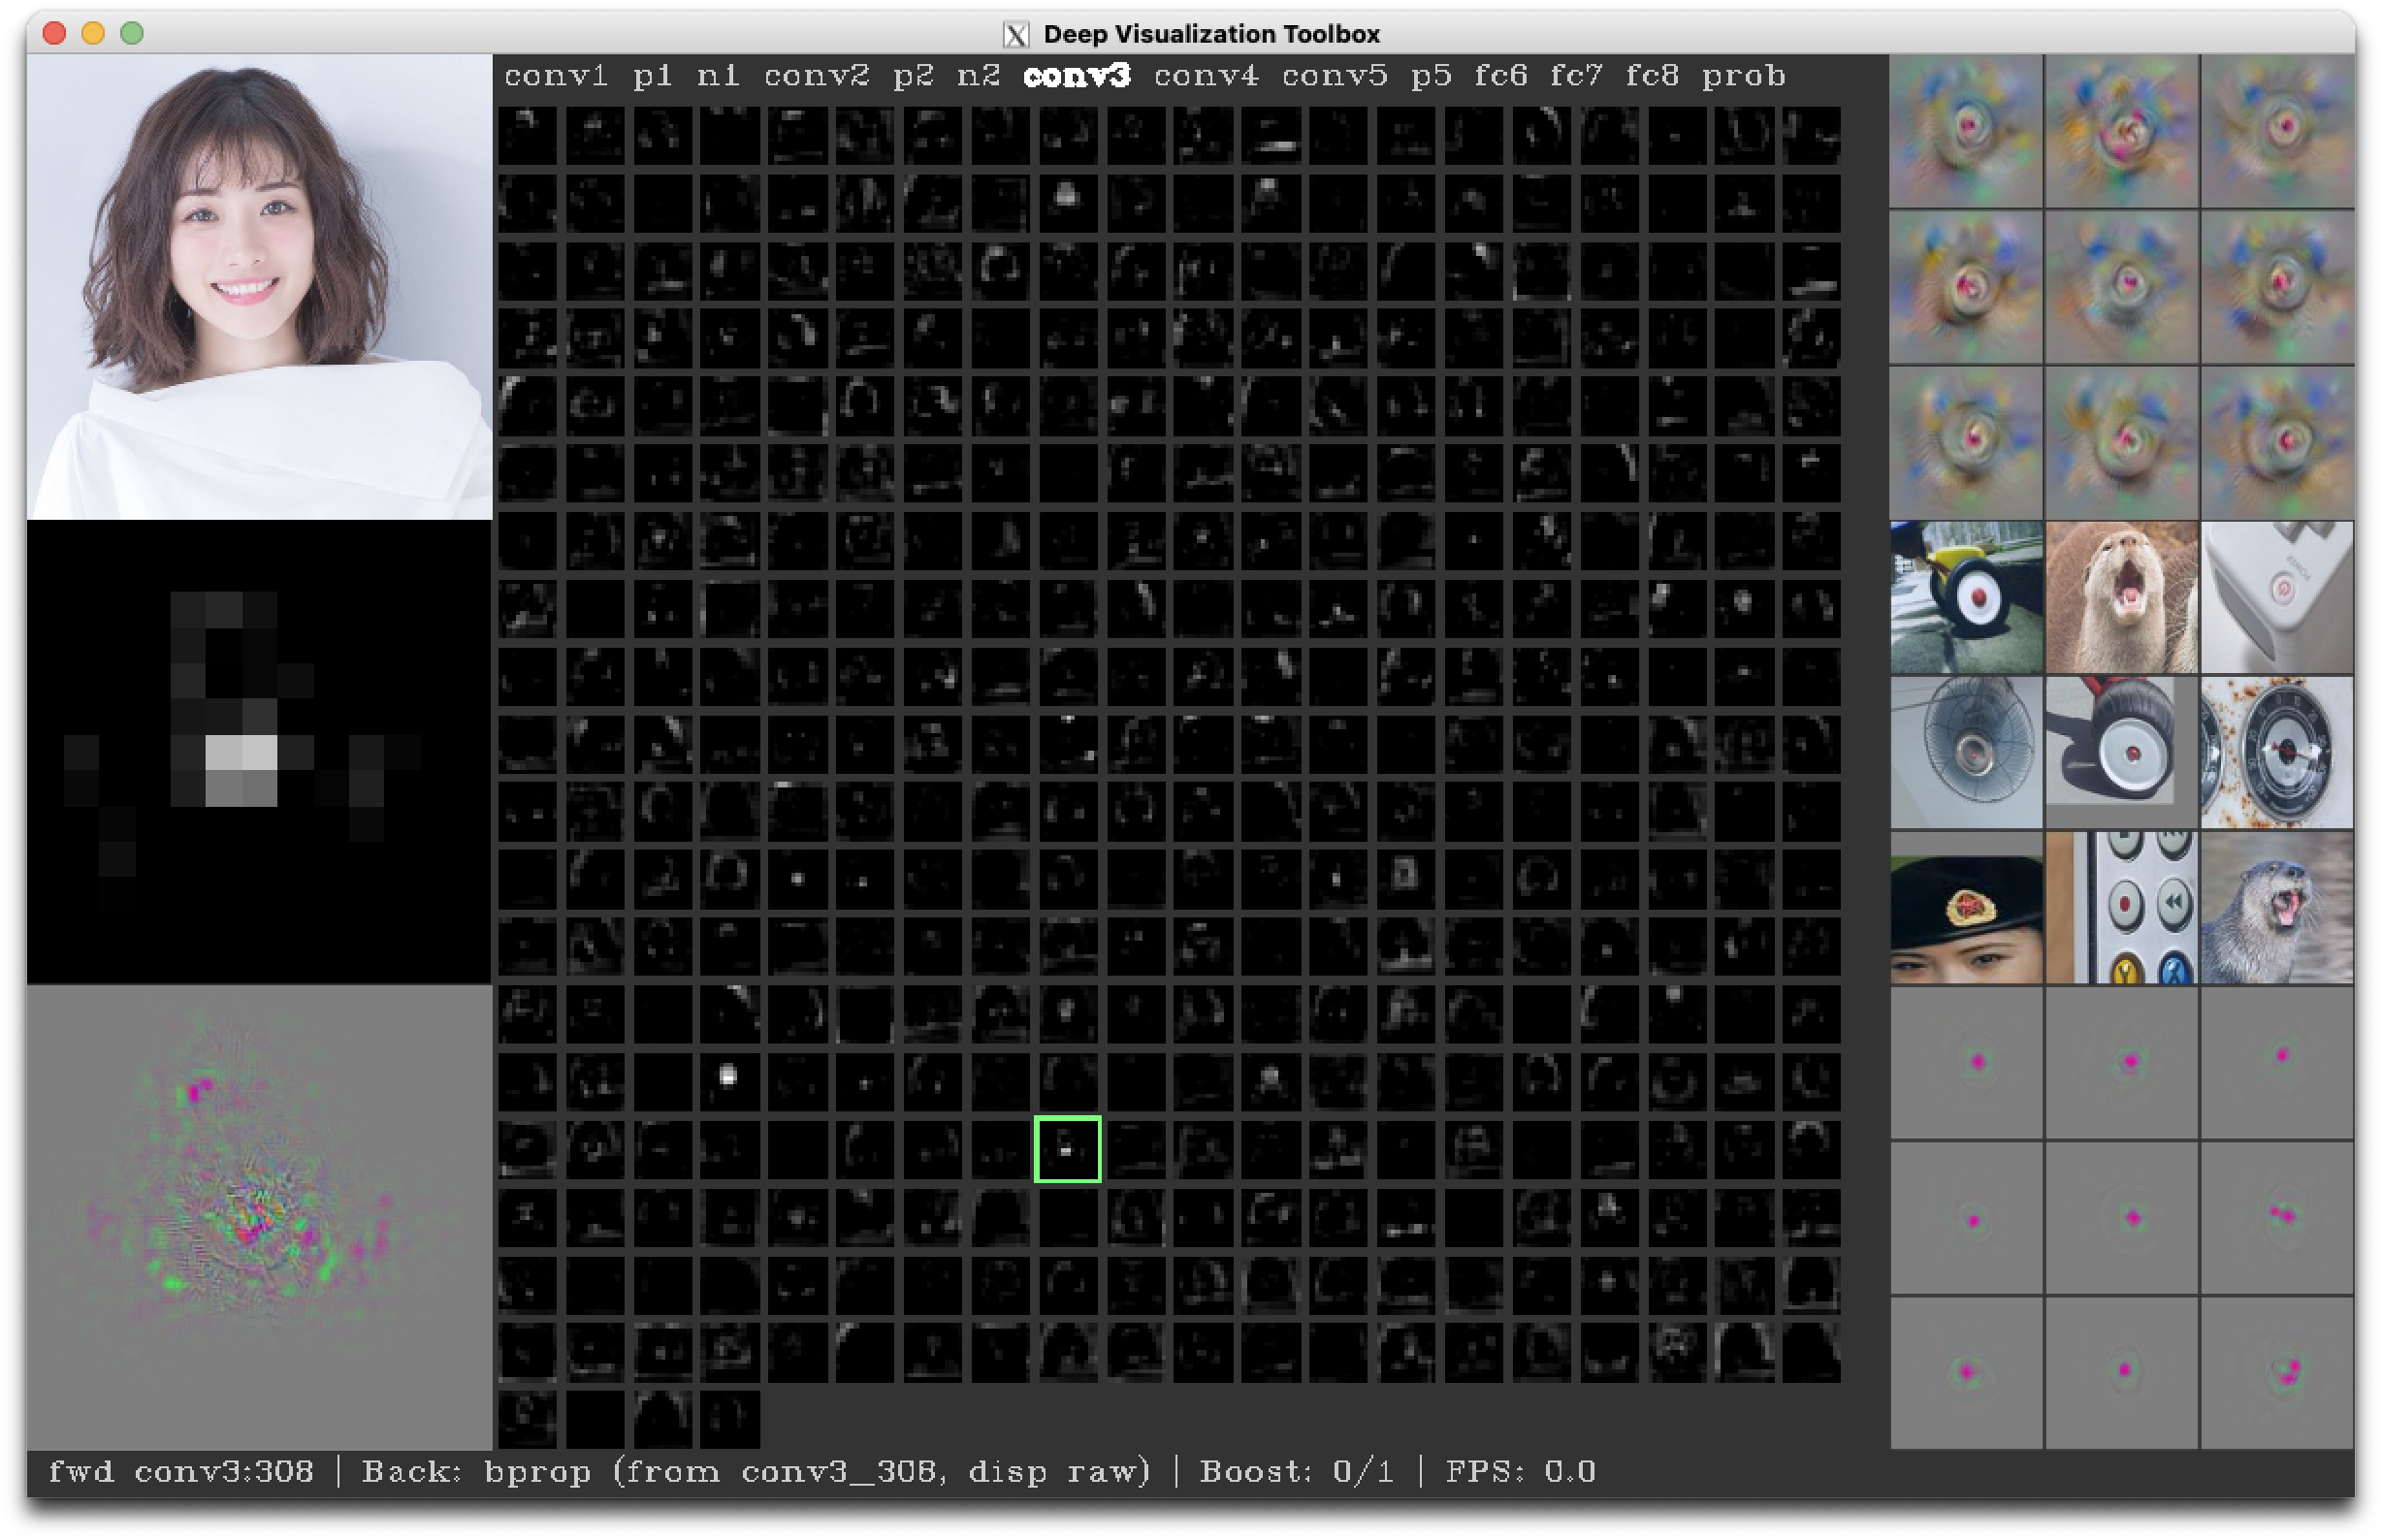 Deep Visualization Toolbox
conv1 p1 n1 conv2 p2 n2 conv3 conv4 conv5 p5 fc6 fc7 fc8 prob
fwd conv3:308 | Back: bprop (from conv3_308, disp raw) | Boost: 0/1 | FPS: 0.0